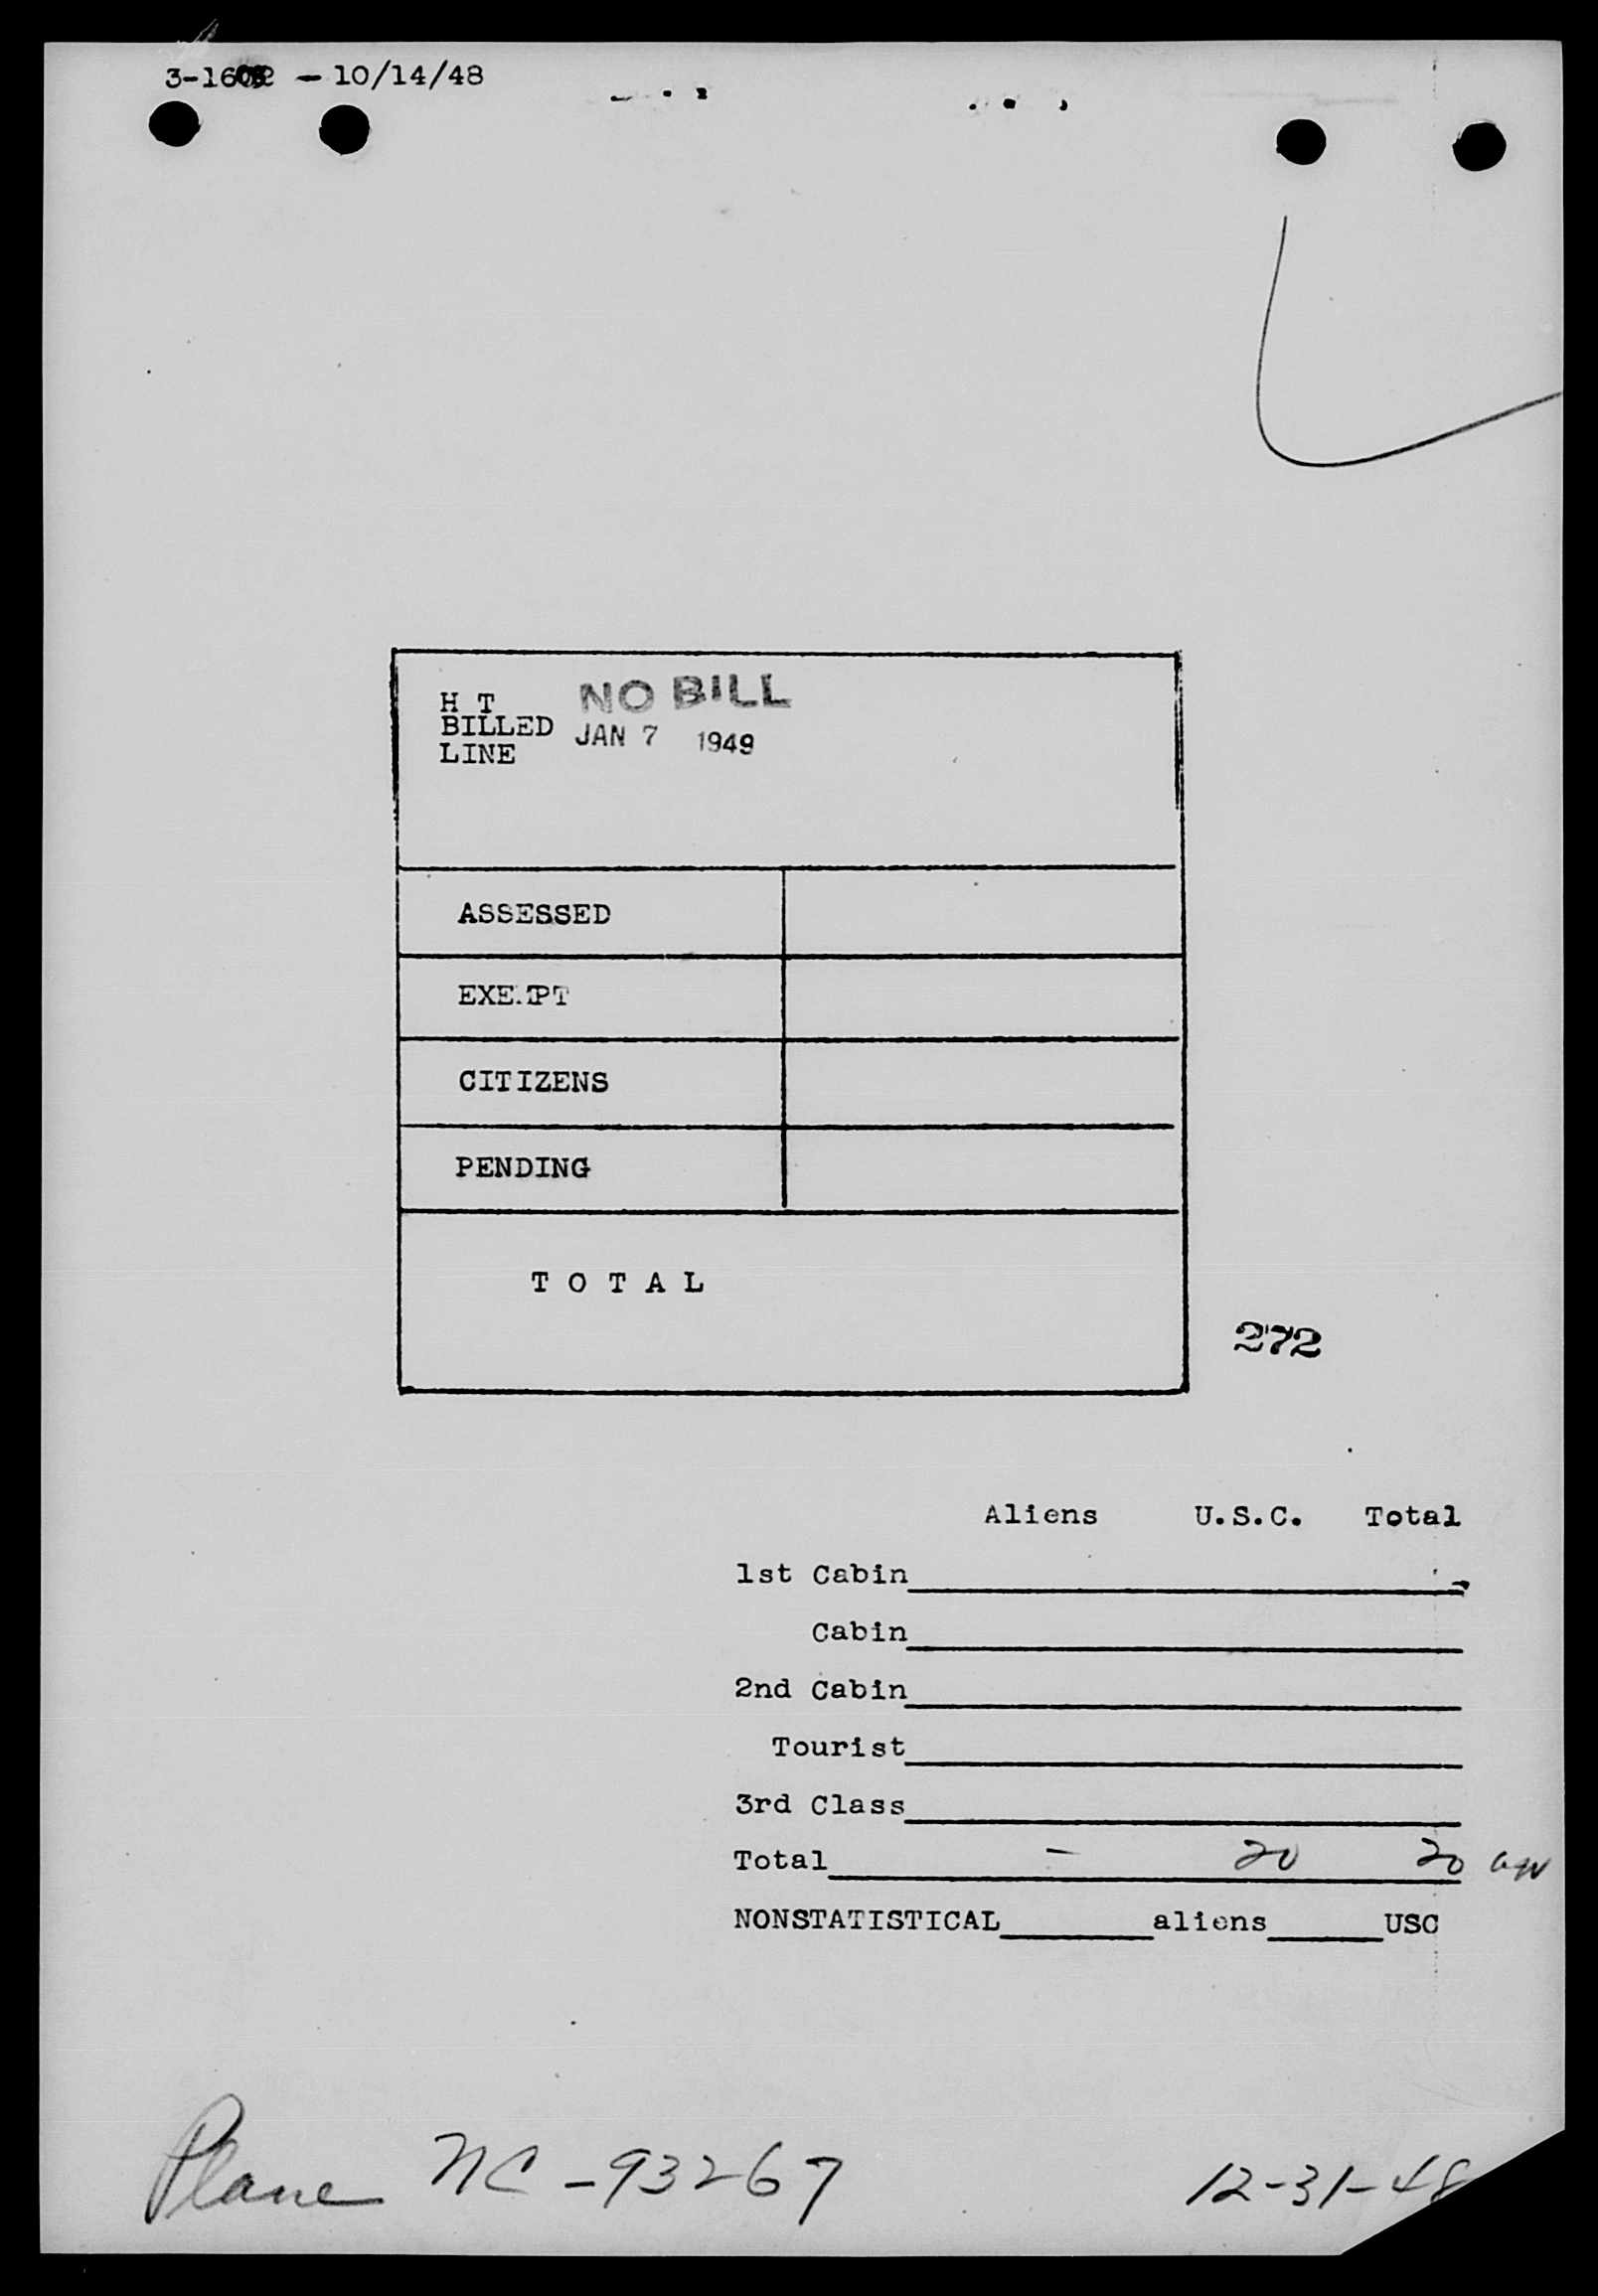 - 10/14/48
H T NO BILL
BILLED JAN 7 1949
LINE
ASSESSED
EXEMPT
CITIZENS
PENDING
T O T A L
272
Aliens U.S.C. Total
1st Cabin
Cabin
2nd Cabin
Tourist
3rd Class
Total - 20 20
NONSTATISTICAL aliens USC
Plane NC-93267 12-31-48